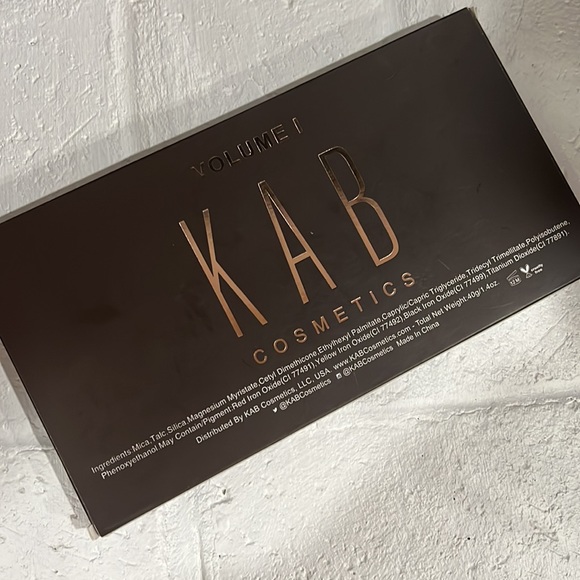 VOLUME I
KAB
COSMETICS
Ingredients.Mica,Talc,Silica,Magnesium Myristate,Cetyl Dimethicone,Ethylhexyl Palmitate,Caprylic/Capric Triglyceride,Tridecyl Trimellitate,Polyisobutene,
Phenoxyethanol.May Contain/Pigment.Red Iron Oxide(CI 77491),Yellow Iron Oxide(CI 77492),Black Iron Oxide(CI 77499),Titanium Dioxide(CI 77891).
Distributed By KAB Cosmetics, LLC, USA. www.KABCosmetics.com - Total Net Weight:40g/1.4oz.
@KABCosmetics @KABCosmetics Made In China
12 M
cruelty
free